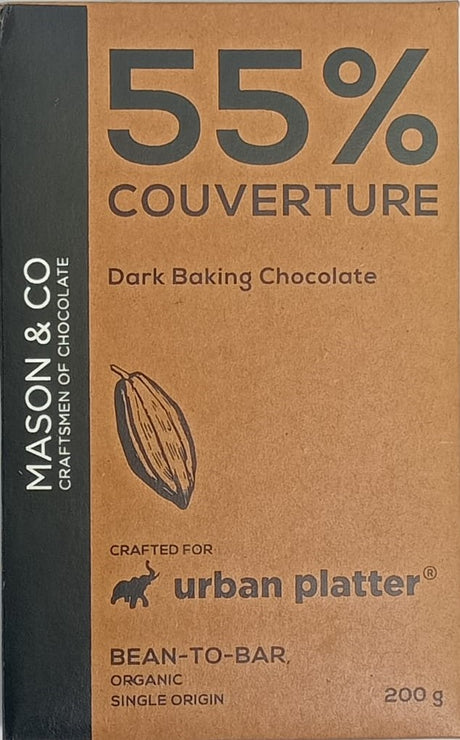 MASON & CO
CRAFTSMEN OF CHOCOLATE
55%
COUVERTURE
Dark Baking Chocolate
CRAFTED FOR
urban platter®
BEAN-TO-BAR,
ORGANIC
SINGLE ORIGIN
200 g